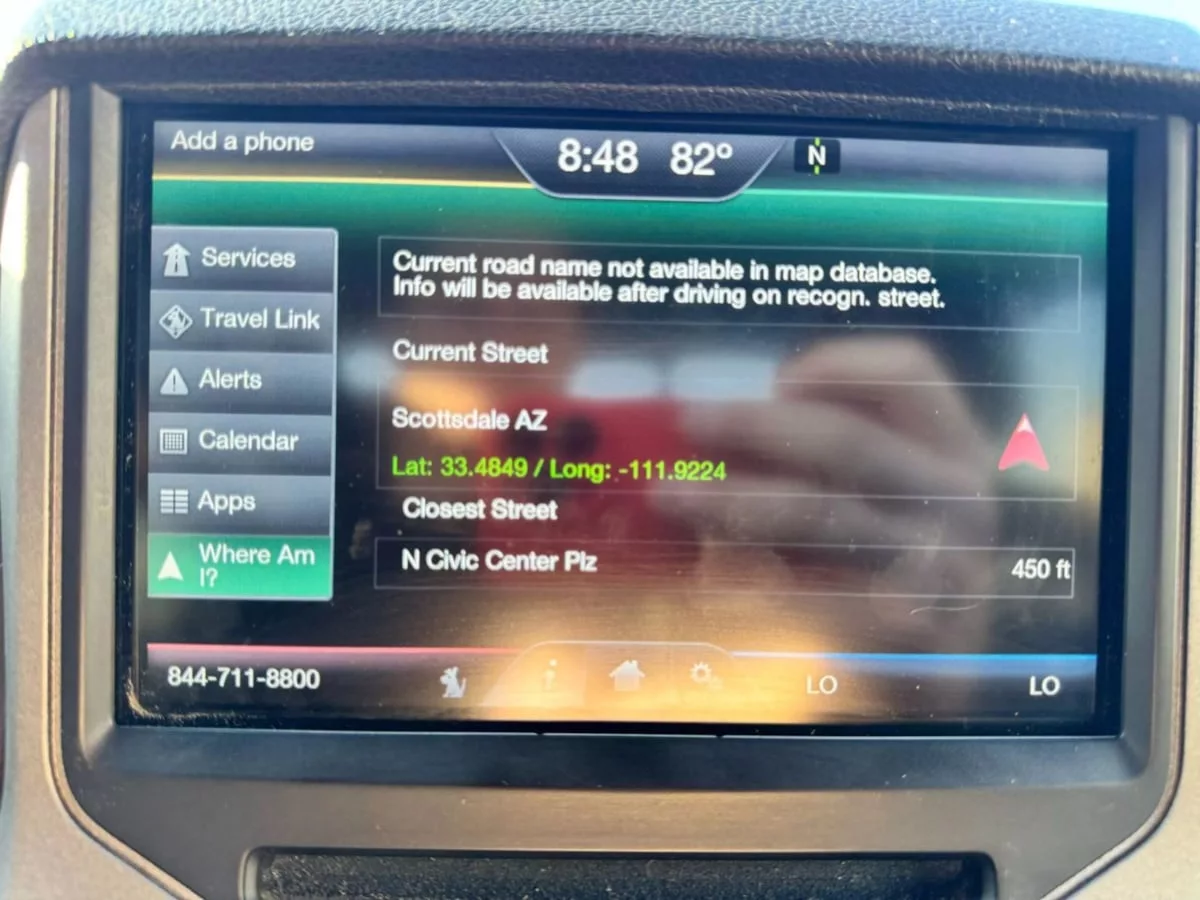 Add a phone
8:48 82° N
Services
Travel Link
Alerts
Calendar
Apps
Where Am
I?
Current road name not available in map database.
Info will be available after driving on recogn. street.
Current Street
Scottsdale AZ
Lat: 33.4849 / Long: -111.9224
Closest Street
N Civic Center Plz 450 ft
844-711-8800
LO LO